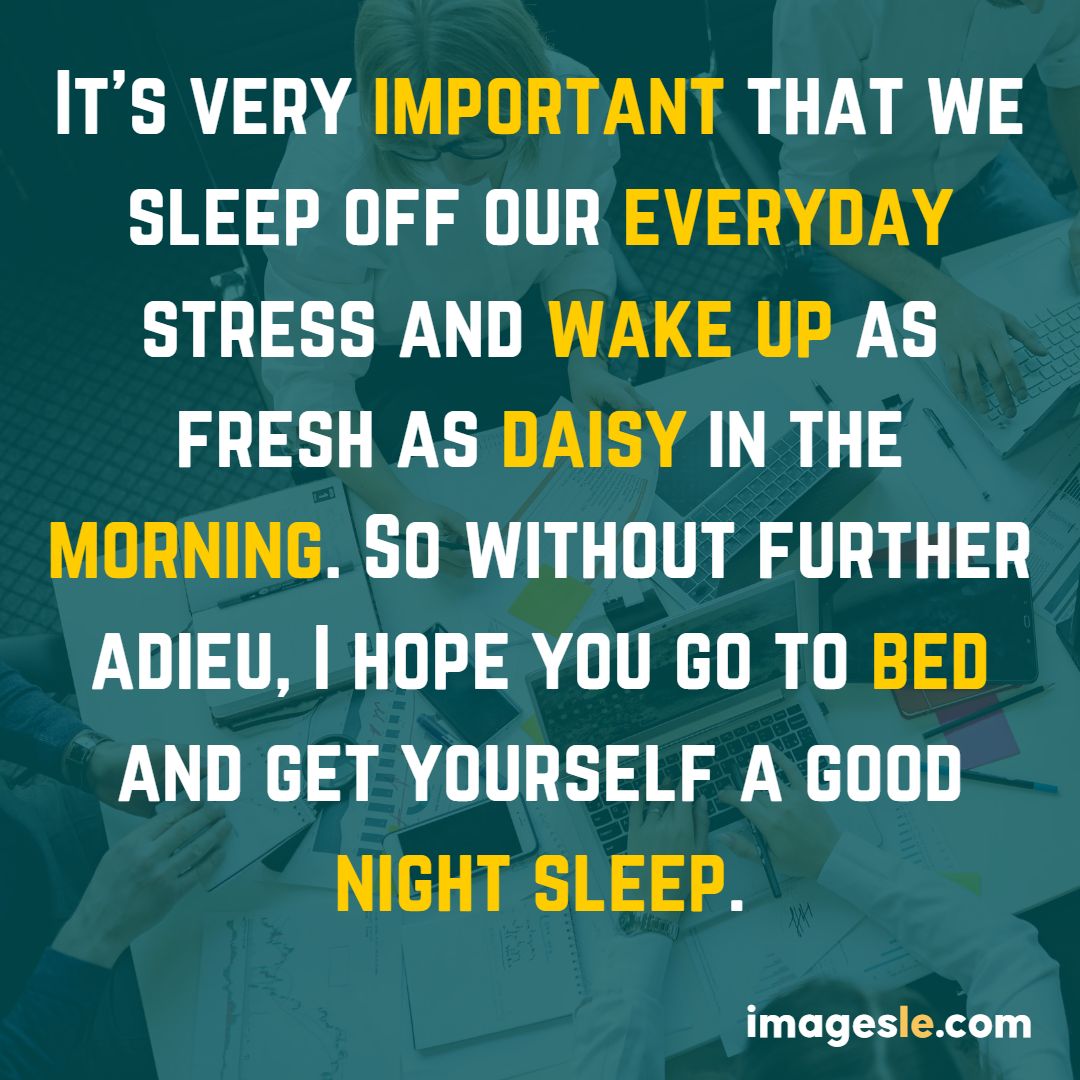 It's very important that we
sleep off our everyday
stress and wake up as
fresh as daisy in the
morning. So without further
adieu, I hope you go to bed
and get yourself a good
night sleep.
imagesle.com